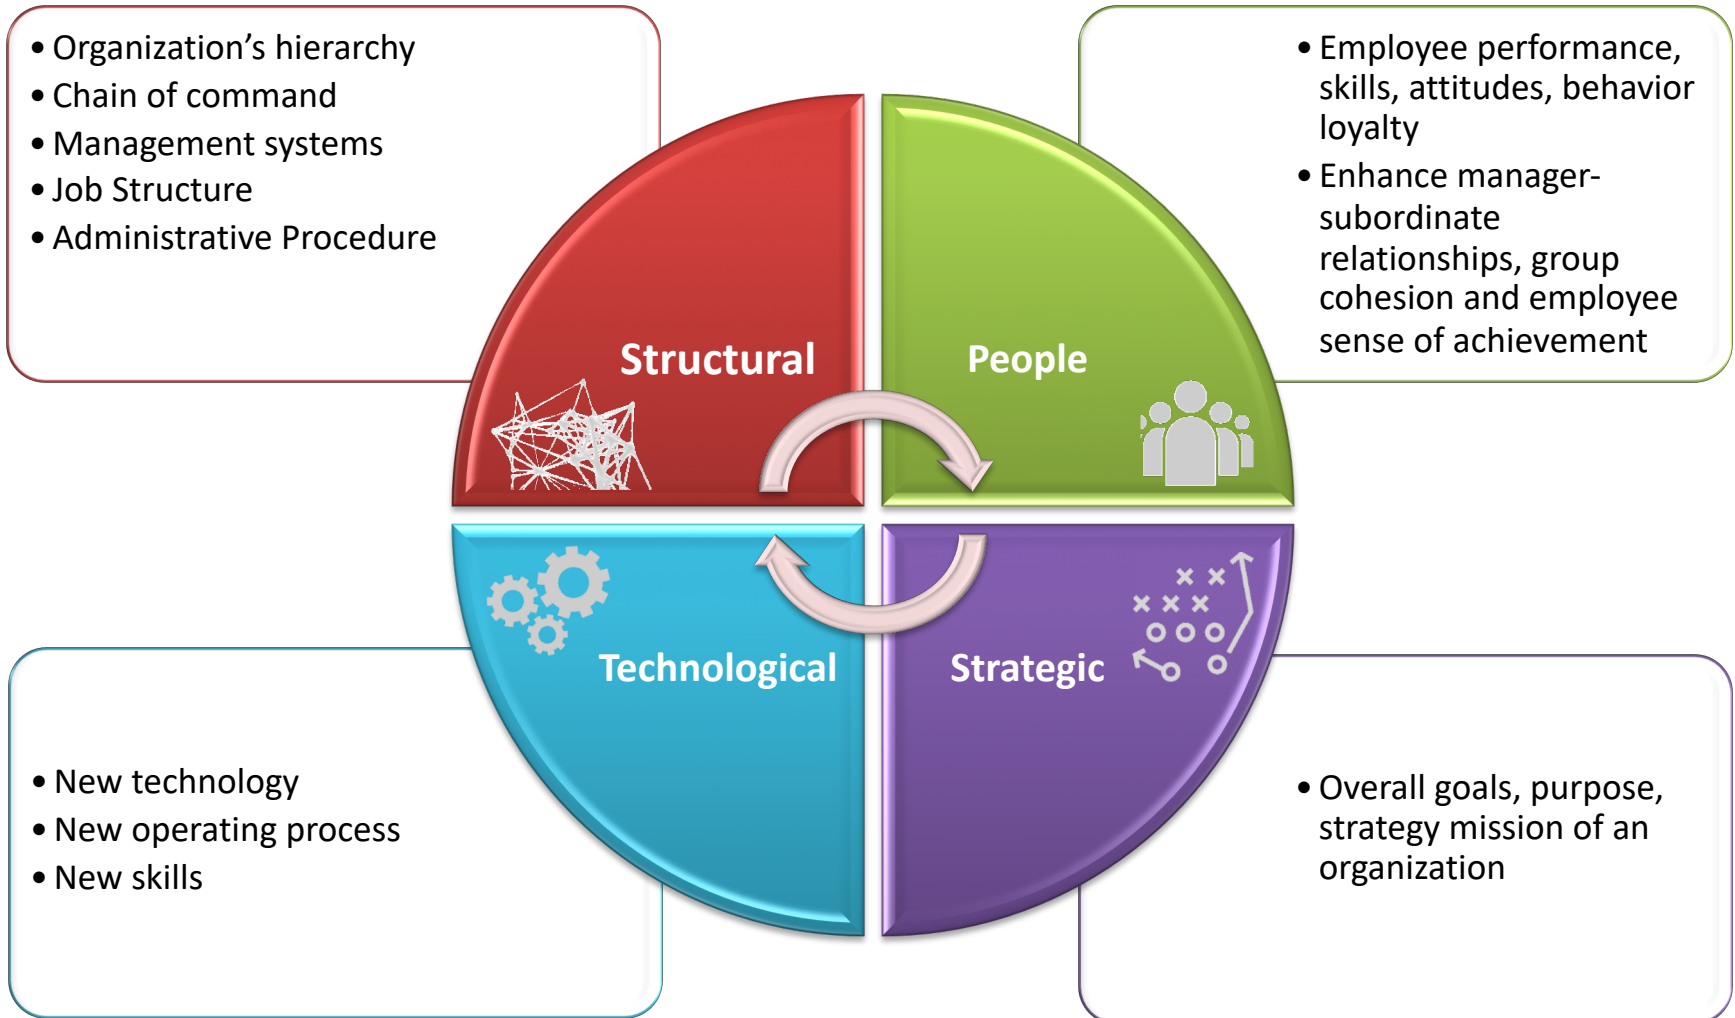 • Organization’s hierarchy
• Chain of command
• Management systems
• Job Structure
• Administrative Procedure
• Employee performance,
skills, attitudes, behavior
loyalty
• Enhance manager-
subordinate
relationships, group
cohesion and employee
sense of achievement
Structural
People
Technological
Strategic
• New technology
• New operating process
• New skills
• Overall goals, purpose,
strategy mission of an
organization